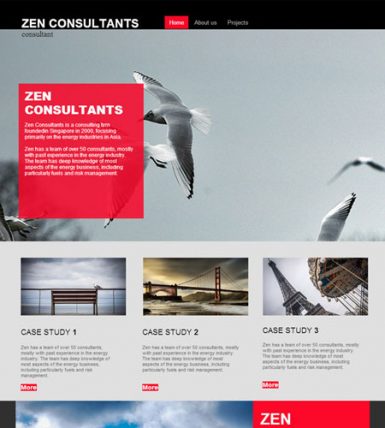 ZEN CONSULTANTS
Home About us Projects
consultant
ZEN
CONSULTANTS
Zen Consultants is a consulting firm
foundedin Singapore in 2000, focusing
primarily on the energy industries in Asia.
Zen has a team of over 50 consultants, mostly
with past experience in the energy industry.
The team has deep knowledge of most
aspects of the energy business, including
particularly fuels and risk management.
CASE STUDY 1
Zen has a team of over 50 consultants,
mostly with past experience in the energy
industry. The team has deep knowledge of
most aspects of the energy business,
including particularly fuels and risk
management.
More
CASE STUDY 2
Zen has a team of over 50 consultants,
mostly with past experience in the energy
industry. The team has deep knowledge of
most aspects of the energy business,
including particularly fuels and risk
management.
More
CASE STUDY 3
Zen has a team of over 50 consultants,
mostly with past experience in the energy
industry. The team has deep knowledge of
most aspects of the energy business,
including particularly fuels and risk
management.
More
ZEN